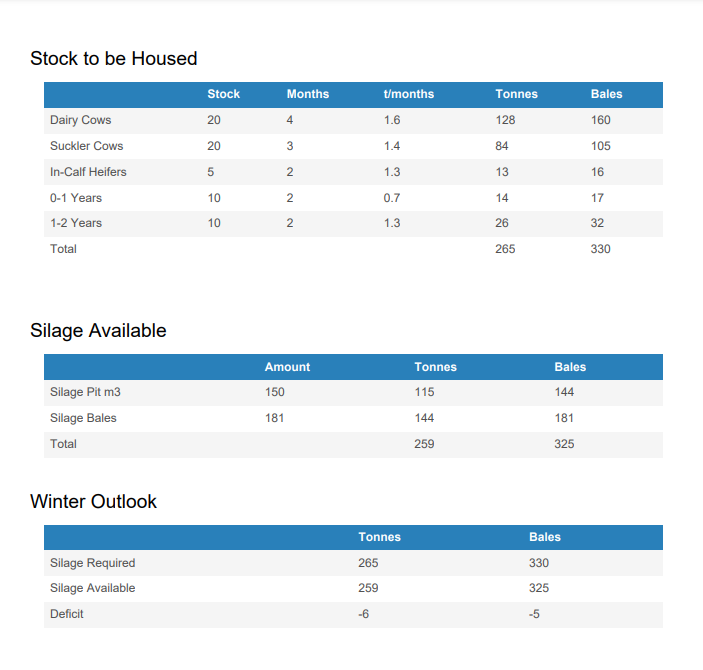 Stock to be Housed
Stock Months t/months Tonnes Bales
Dairy Cows 20 4 1.6 128 160
Suckler Cows 20 3 1.4 84 105
In-Calf Heifers 5 2 1.3 13 16
0-1 Years 10 2 0.7 14 17
1-2 Years 10 2 1.3 26 32
Total 265 330
Silage Available
Amount Tonnes Bales
Silage Pit m3 150 115 144
Silage Bales 181 144 181
Total 259 325
Winter Outlook
Tonnes Bales
Silage Required 265 330
Silage Available 259 325
Deficit -6 -5